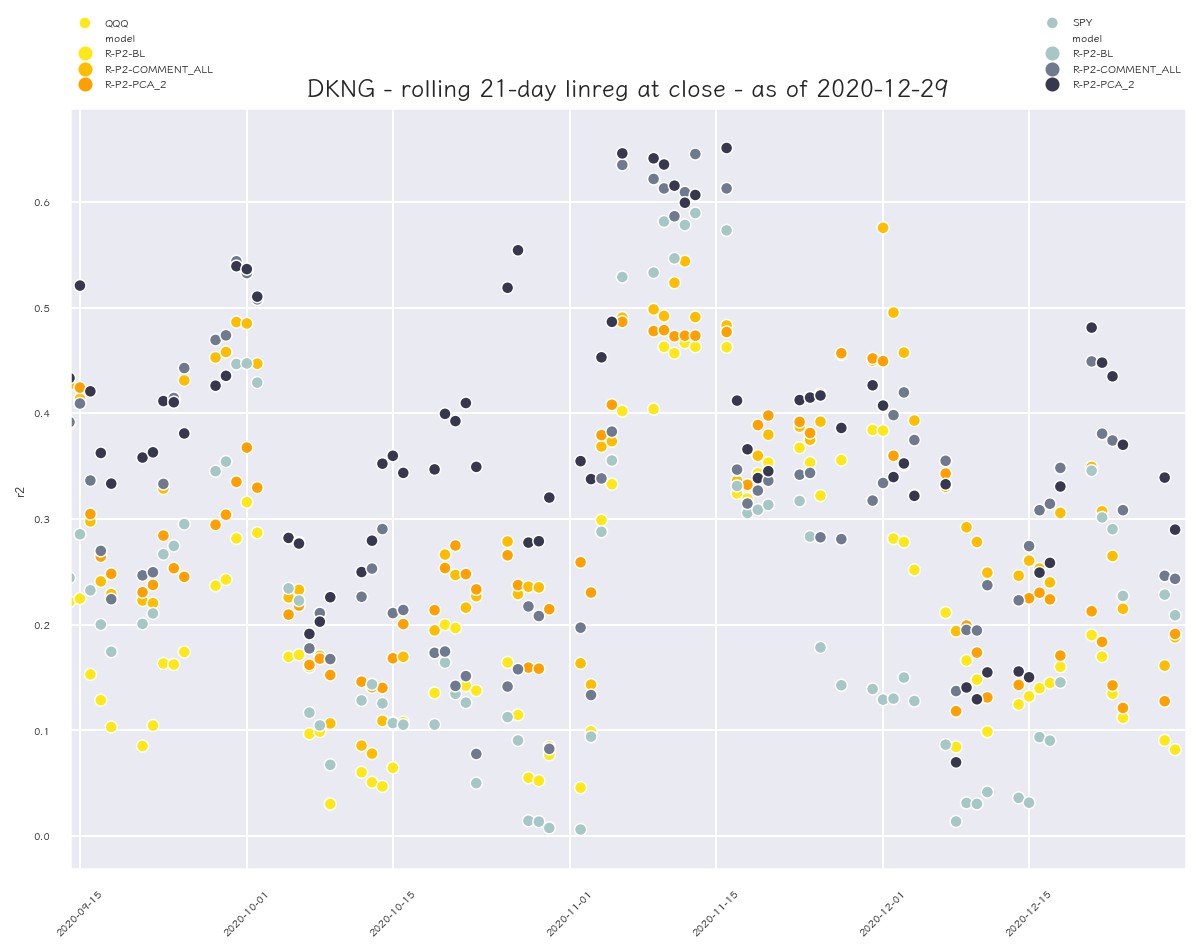 QQQ
model
R-P2-BL
R-P2-COMMENT_ALL
R-P2-PCA_2
SPY
model
R-P2-BL
R-P2-COMMENT_ALL
R-P2-PCA_2
DKNG - rolling 21-day linreg at close - as of 2020-12-29
r2
0.6
0.5
0.4
0.3
0.2
0.1
0.0
2020-09-15
2020-10-01
2020-10-15
2020-11-01
2020-11-15
2020-12-01
2020-12-15